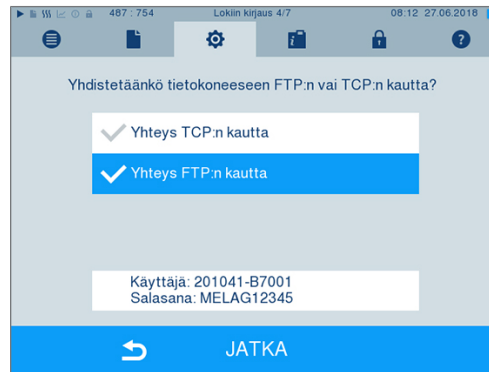 487 : 754 Lokiin kirjaus 4/7 08:12 27.06.2018
Yhdistetäänkö tietokoneeseen FTP:n vai TCP:n kautta?
Yhteys TCP:n kautta
Yhteys FTP:n kautta
Käyttäjä: 201041-B7001
Salasana: MELAG12345
JATKA